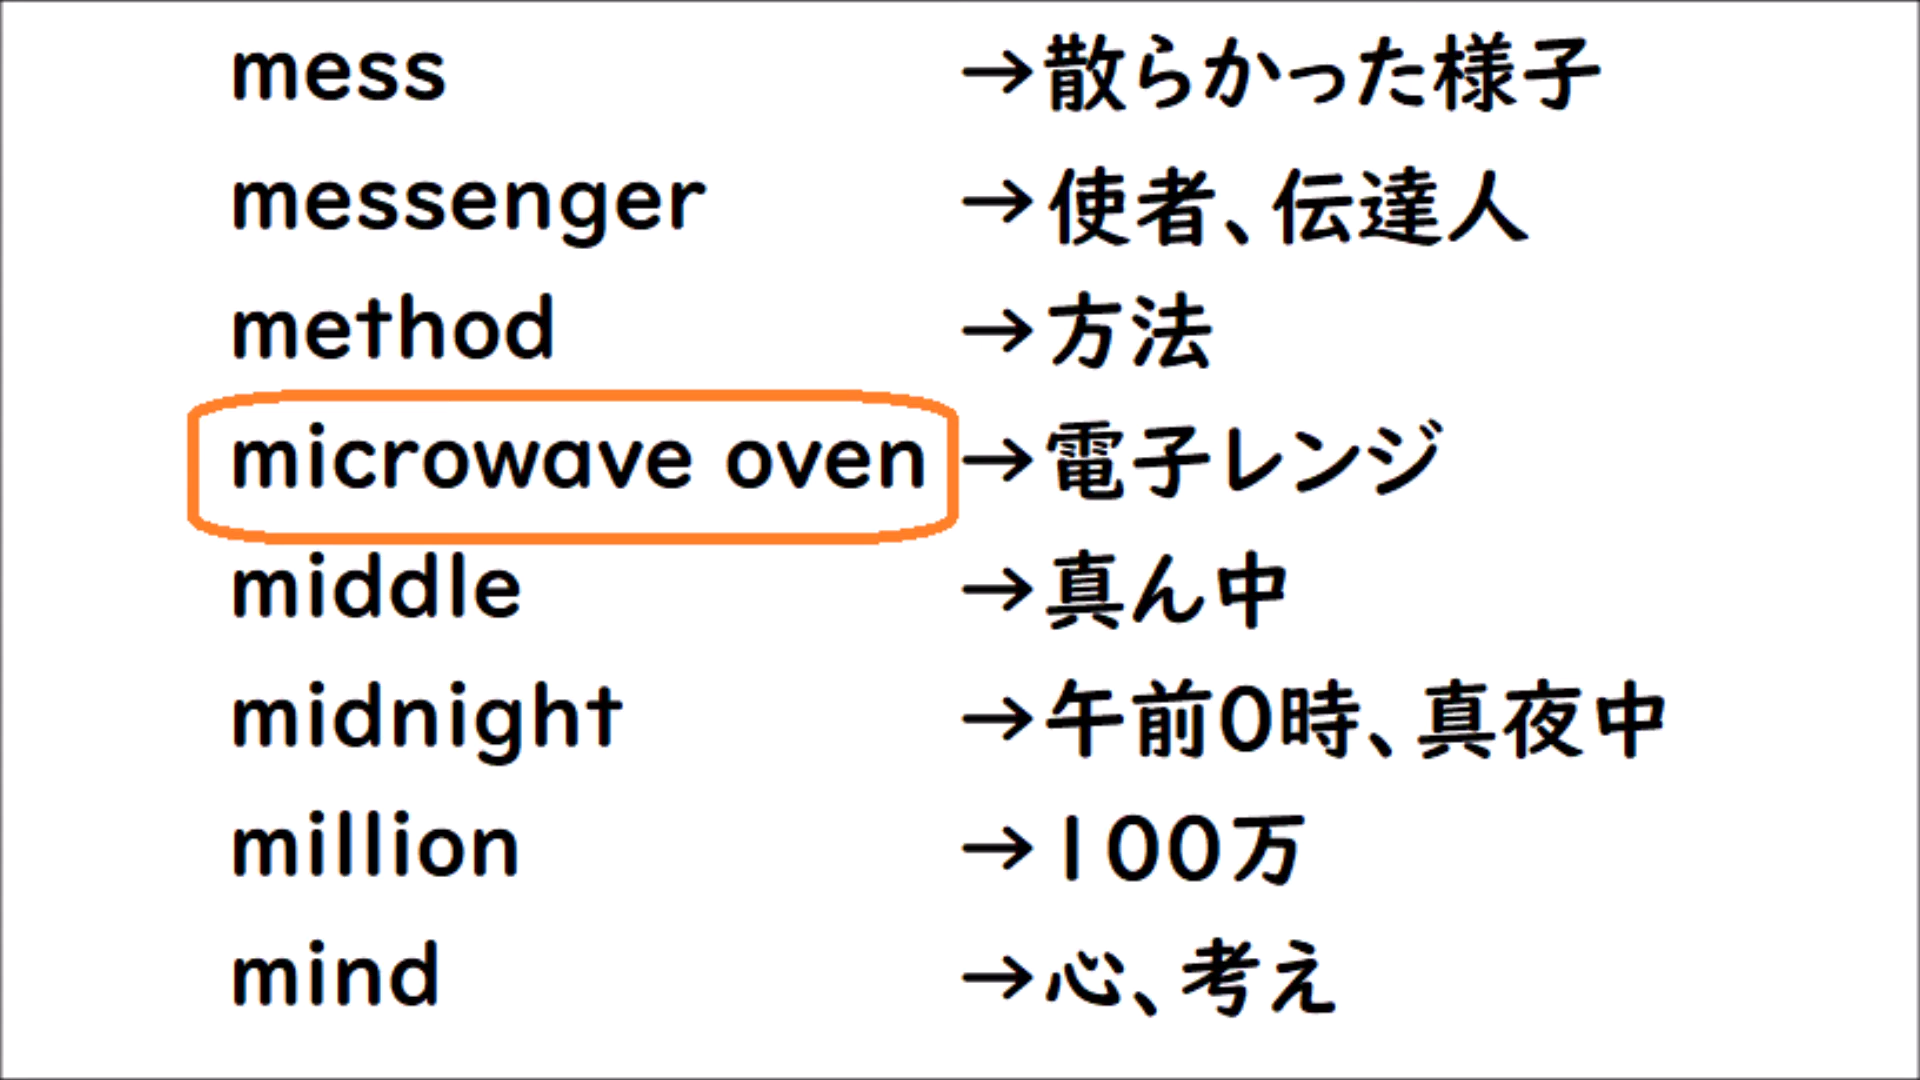 mess →散らかった様子
messenger →使者、伝達人
method →方法
microwave oven →電子レンジ
middle →真ん中
midnight →午前0時、真夜中
million →100万
mind →心、考え